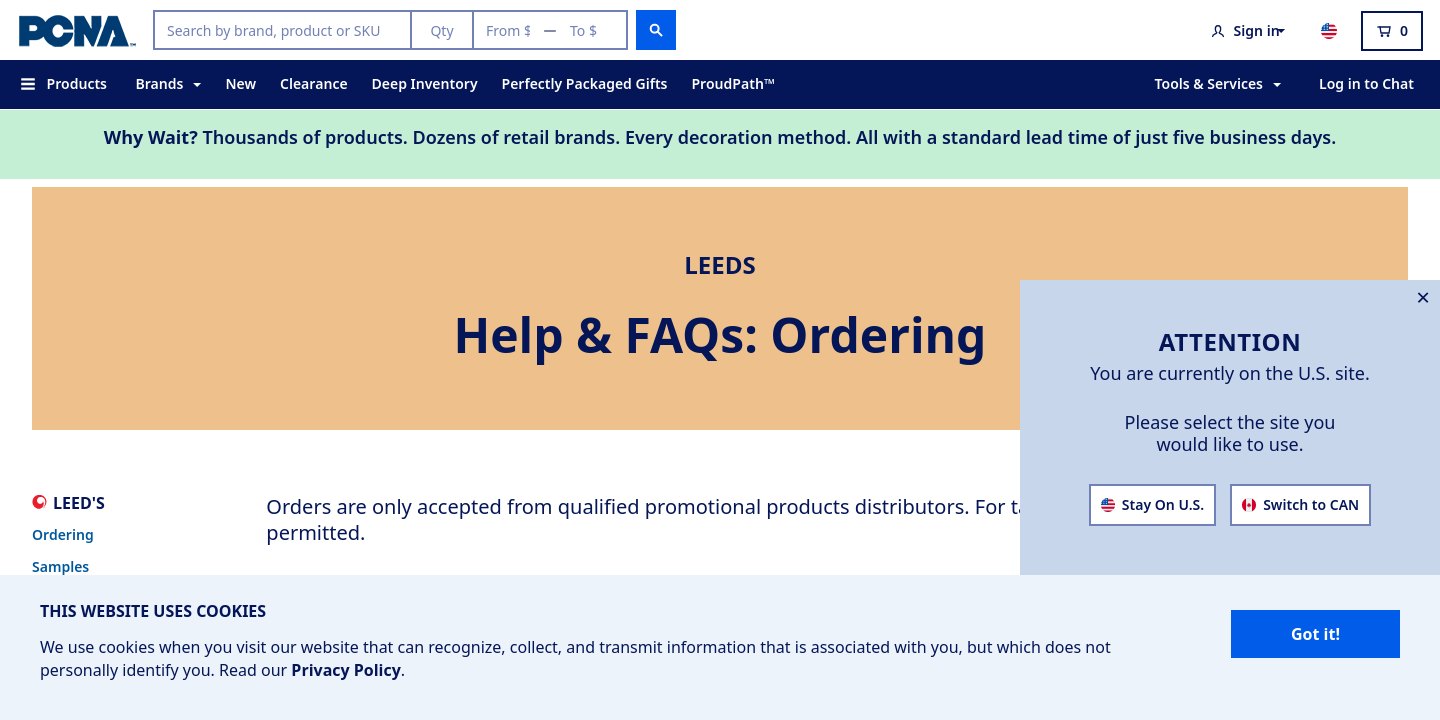 PCNA™
Search by brand, product or SKU
Qty
From $ — To $
Sign in
0
Products
Brands
New
Clearance
Deep Inventory
Perfectly Packaged Gifts
ProudPath™
Tools & Services
Log in to Chat
Why Wait? Thousands of products. Dozens of retail brands. Every decoration method. All with a standard lead time of just five business days.
LEEDS
Help & FAQs: Ordering
ATTENTION
You are currently on the U.S. site.
Please select the site you
would like to use.
Stay On U.S.
Switch to CAN
LEED'S
Ordering
Samples
Orders are only accepted from qualified promotional products distributors. For
permitted.
THIS WEBSITE USES COOKIES
We use cookies when you visit our website that can recognize, collect, and transmit information that is associated with you, but which does not
personally identify you. Read our Privacy Policy.
Got it!